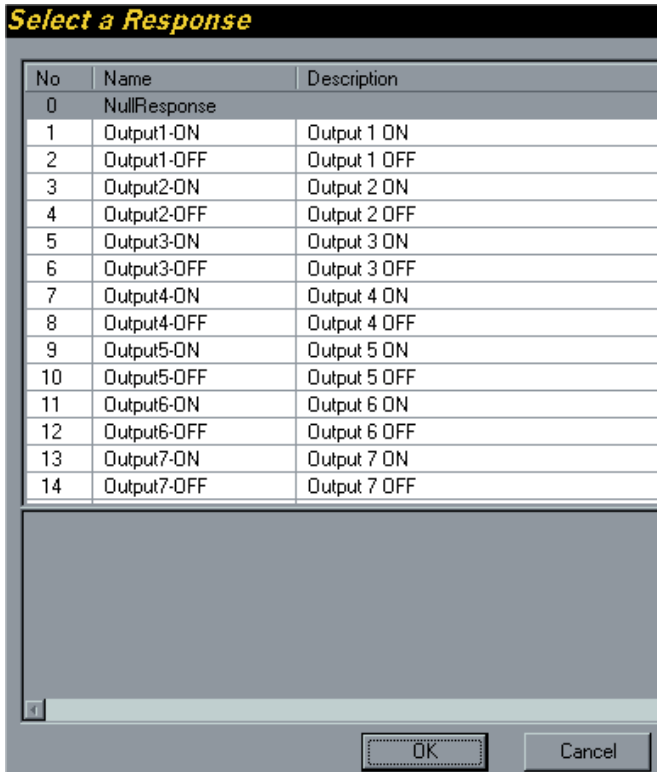 Select a Response
No Name Description
0 NullResponse
1 Output1-ON Output 1 ON
2 Output1-OFF Output 1 OFF
3 Output2-ON Output 2 ON
4 Output2-OFF Output 2 OFF
5 Output3-ON Output 3 ON
6 Output3-OFF Output 3 OFF
7 Output4-ON Output 4 ON
8 Output4-OFF Output 4 OFF
9 Output5-ON Output 5 ON
10 Output5-OFF Output 5 OFF
11 Output6-ON Output 6 ON
12 Output6-OFF Output 6 OFF
13 Output7-ON Output 7 ON
14 Output7-OFF Output 7 OFF
OK Cancel